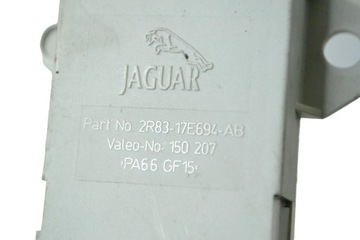 JAGUAR
Part No 2R83-17E694-AB
Valeo-No: 150 207
›PA66 GF15‹